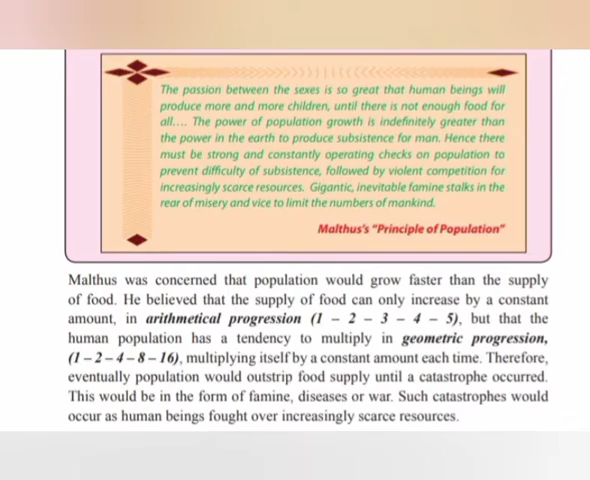 The passion between the sexes is so great that human beings will
produce more and more children, until there is not enough food for
all.... The power of population growth is indefinitely greater than
the power in the earth to produce subsistence for man. Hence there
must be strong and constantly operating checks on population to
prevent difficulty of subsistence, followed by violent competition for
increasingly scarce resources. Gigantic, inevitable famine stalks in the
rear of misery and vice to limit the numbers of mankind.
Malthus's "Principle of Population"
Malthus was concerned that population would grow faster than the supply
of food. He believed that the supply of food can only increase by a constant
amount, in arithmetical progression (1 – 2 – 3 – 4 – 5), but that the
human population has a tendency to multiply in geometric progression,
(1 – 2 – 4 – 8 – 16), multiplying itself by a constant amount each time. Therefore,
eventually population would outstrip food supply until a catastrophe occurred.
This would be in the form of famine, diseases or war. Such catastrophes would
occur as human beings fought over increasingly scarce resources.